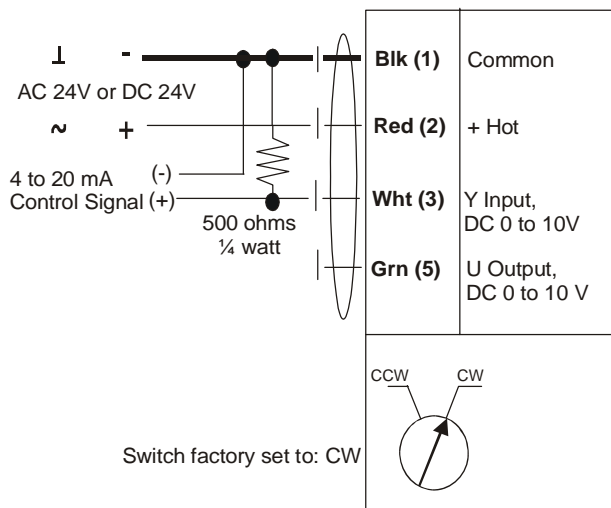 ⊥ -
Blk (1) Common
AC 24V or DC 24V
~ +
Red (2) + Hot
4 to 20 mA (-)
Control Signal (+)
Wht (3) Y Input,
DC 0 to 10V
500 ohms
¼ watt
Grn (5) U Output,
DC 0 to 10 V
CCW CW
Switch factory set to: CW